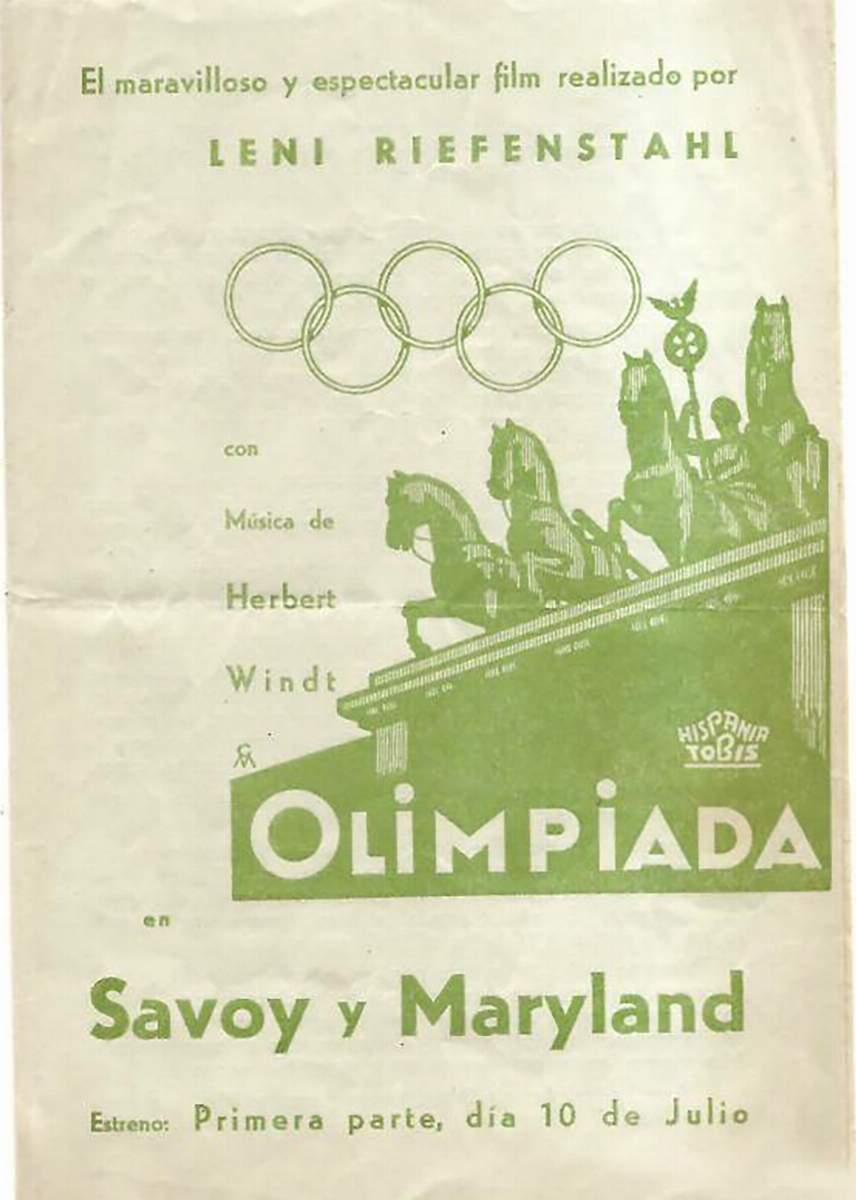 El maravilloso y espectacular film realizado por
LENI RIEFENSTAHL
con
Música de
Herbert
Windt
HISPANIA
TOBIS
OLiMPiADA
en
Savoy y Maryland
Estreno: Primera parte, día 10 de Julio